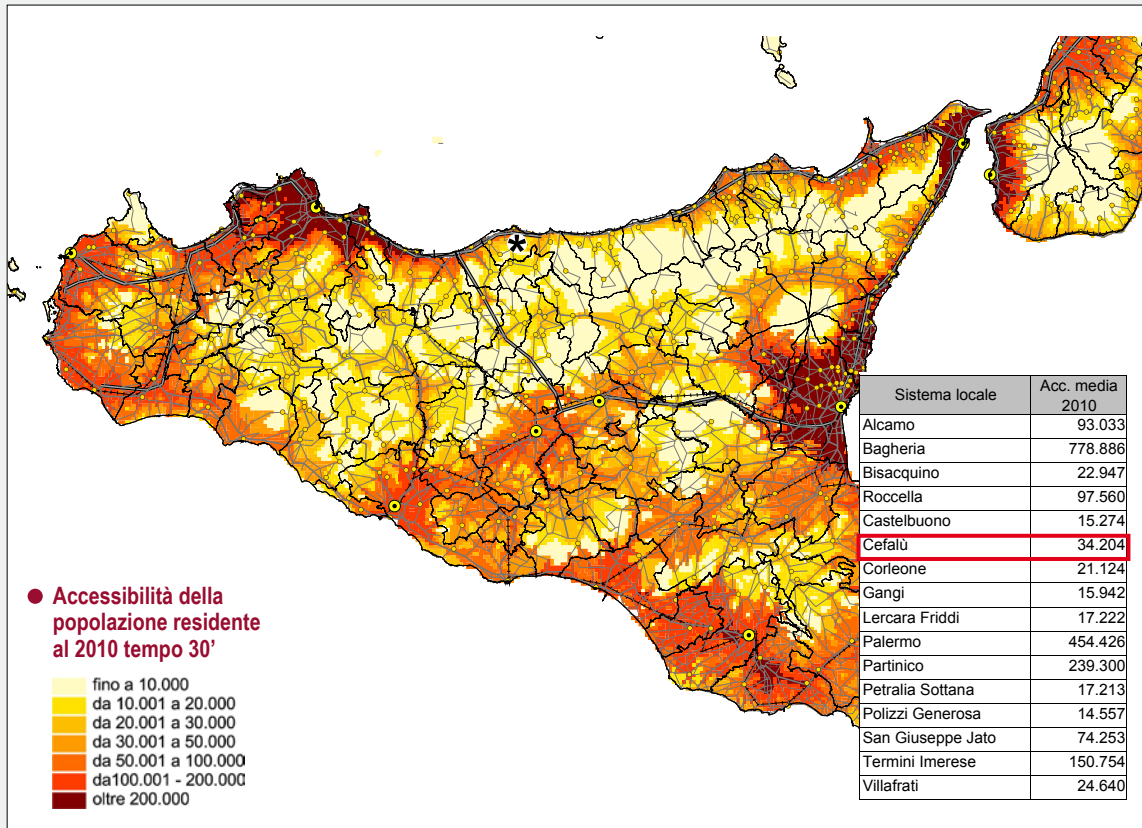 Sistema locale Acc. media 2010
Alcamo 93.033
Bagheria 778.886
Bisacquino 22.947
Roccella 97.560
Castelbuono 15.274
Cefalù 34.204
Corleone 21.124
Gangi 15.942
Lercara Friddi 17.222
Palermo 454.426
Partinico 239.300
Petralia Sottana 17.213
Polizzi Generosa 14.557
San Giuseppe Jato 74.253
Termini Imerese 150.754
Villafrati 24.640
Accessibilità della
popolazione residente
al 2010 tempo 30’
fino a 10.000
da 10.001 a 20.000
da 20.001 a 30.000
da 30.001 a 50.000
da 50.001 a 100.000
da100.001 - 200.000
oltre 200.000
*